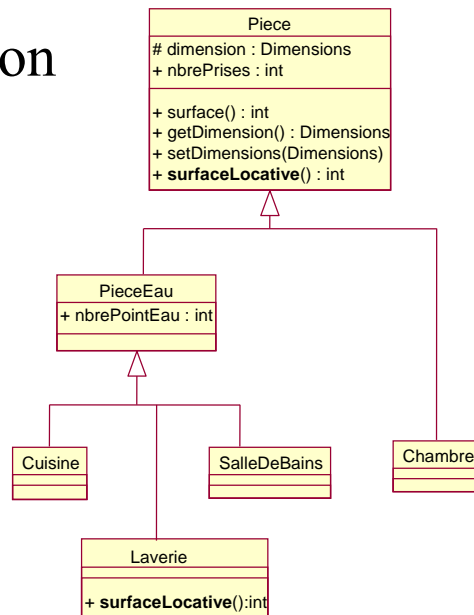 on
Piece
# dimension : Dimensions
+ nbrePrises : int
+ surface() : int
+ getDimension() : Dimensions
+ setDimensions(Dimensions)
+ surfaceLocative() : int
PieceEau
+ nbrePointEau : int
Cuisine
SalleDeBains
Chambre
Laverie
+ surfaceLocative():int